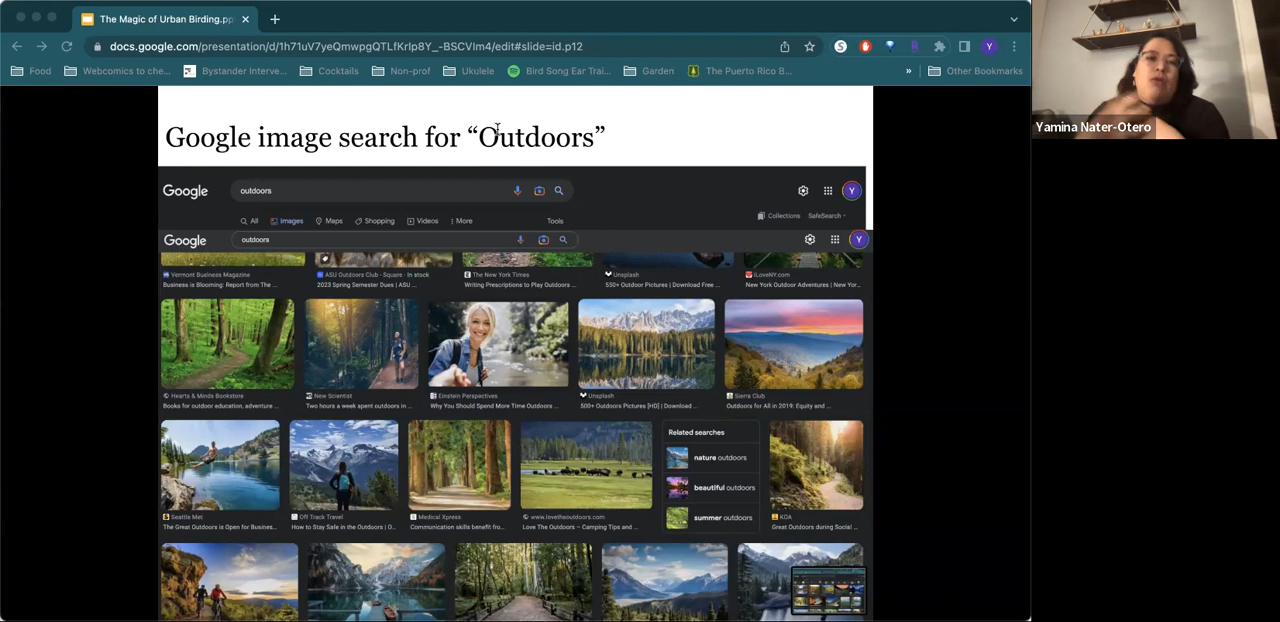 The Magic of Urban Birding.pp
docs.google.com/presentation/d/1h71uV7yeQmwpgQTLfKrIp8Y_-BSCVIm4/edit#slide=id.p12
Food Webcomics to che... Bystander Interve... Cocktails Non-prof Ukulele Bird Song Ear Trai... Garden The Puerto Rico B... » Other Bookmarks
Yamina Nater-Otero
Google image search for “Outdoors”
Google outdoors Y
All Images Maps Shopping Videos More Tools Collections SafeSearch
Google outdoors Y
Vermont Business Magazine ASU Outdoors Club - Square · In stock The New York Times Unsplash iLoveNY.com
Business is Blooming: Report from The ... 2023 Spring Semester Dues | ASU ... Writing Prescriptions to Play Outdoors ... 550+ Outdoor Pictures | Download Free ... New York Outdoor Adventures | New Yor...
Hearts & Minds Bookstore New Scientist Einstein Perspectives Unsplash Sierra Club
Books for outdoor education, adventure ... Two hours a week spent outdoors in ... Why You Should Spend More Time Outdoors ... 500+ Outdoors Pictures [HD] | Download ... Outdoors for All in 2019: Equity and ...
Related searches
nature outdoors
beautiful outdoors
summer outdoors
Seattle Met Off Track Travel Medical Xpress www.lovetheoutdoors.com KOA
The Great Outdoors is Open for Busines... How to Stay Safe in the Outdoors | O... Communication skills benefit fro... Love The Outdoors – Camping Tips and ... Great Outdoors during Social ...